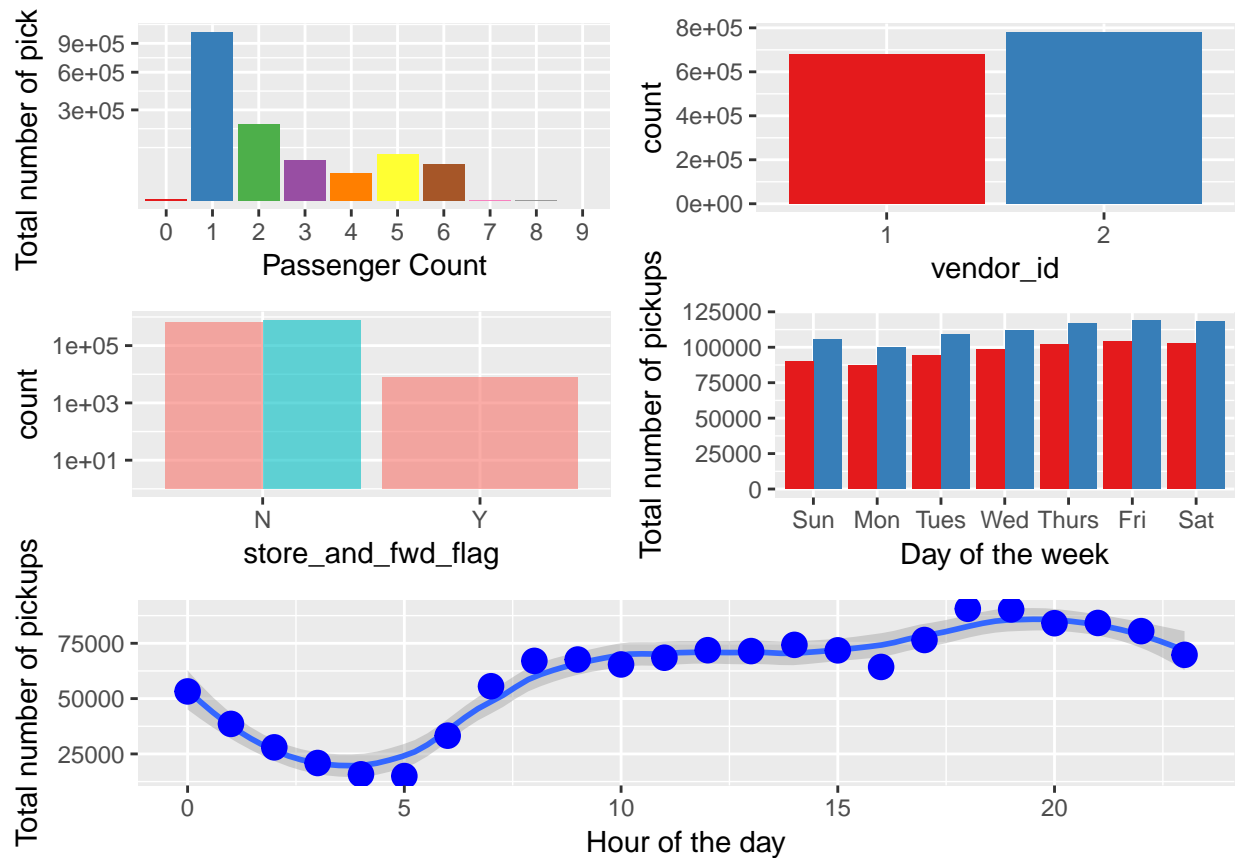 Total number of pick
9e+05
6e+05
3e+05
0 1 2 3 4 5 6 7 8 9
Passenger Count
count
8e+05
6e+05
4e+05
2e+05
0e+00
1 2
vendor_id
count
1e+05
1e+03
1e+01
N Y
store_and_fwd_flag
Total number of pickups
125000
100000
75000
50000
25000
0
Sun Mon Tues Wed Thurs Fri Sat
Day of the week
Total number of pickups
75000
50000
25000
0 5 10 15 20
Hour of the day